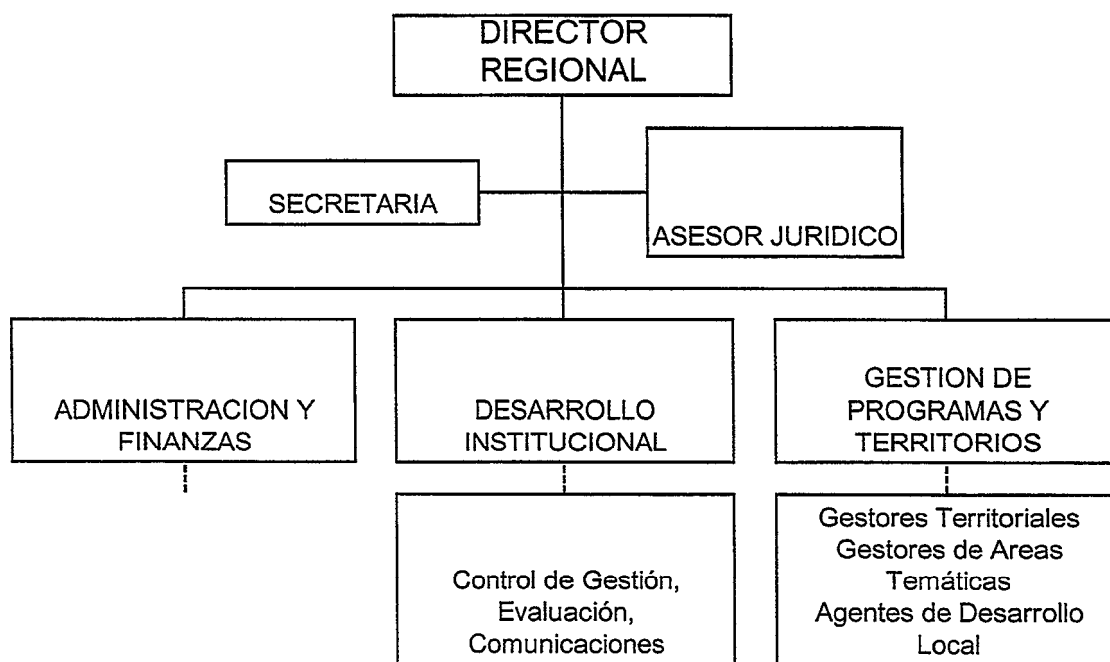 DIRECTOR
REGIONAL
SECRETARIA
ASESOR JURIDICO
ADMINISTRACION Y
FINANZAS
DESARROLLO
INSTITUCIONAL
GESTION DE
PROGRAMAS Y
TERRITORIOS
Control de Gestión,
Evaluación,
Comunicaciones
Gestores Territoriales
Gestores de Areas
Temáticas
Agentes de Desarrollo
Local